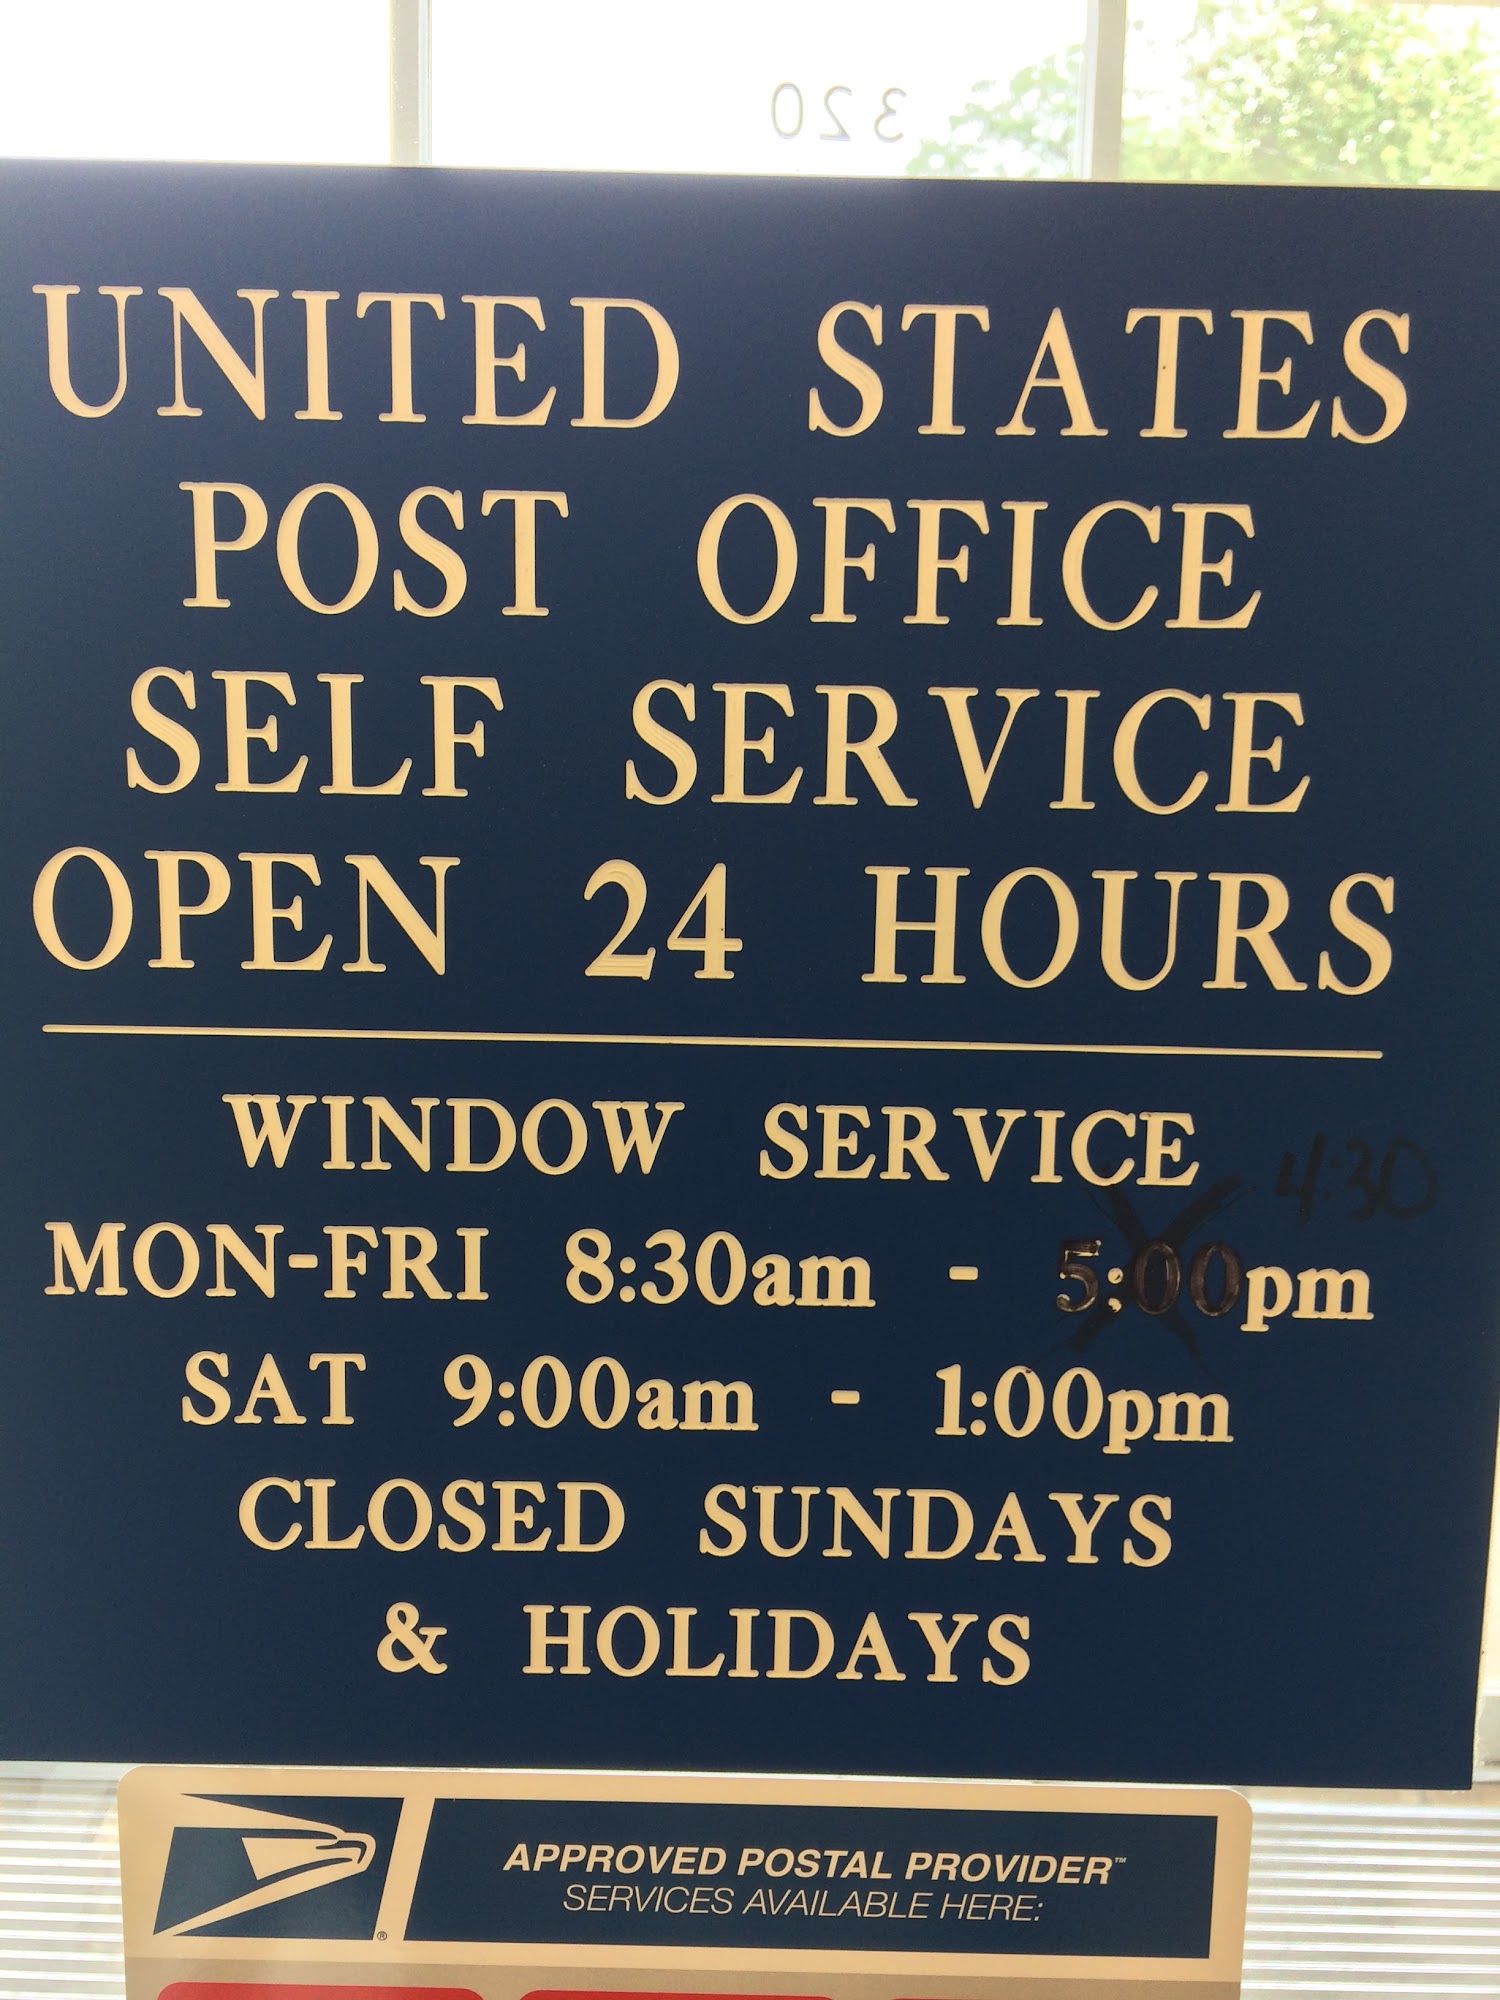 320
UNITED STATES
POST OFFICE
SELF SERVICE
OPEN 24 HOURS
WINDOW SERVICE
4:30
MON-FRI 8:30am - 5:00pm
SAT 9:00am - 1:00pm
CLOSED SUNDAYS
& HOLIDAYS
APPROVED POSTAL PROVIDER™
SERVICES AVAILABLE HERE:
®